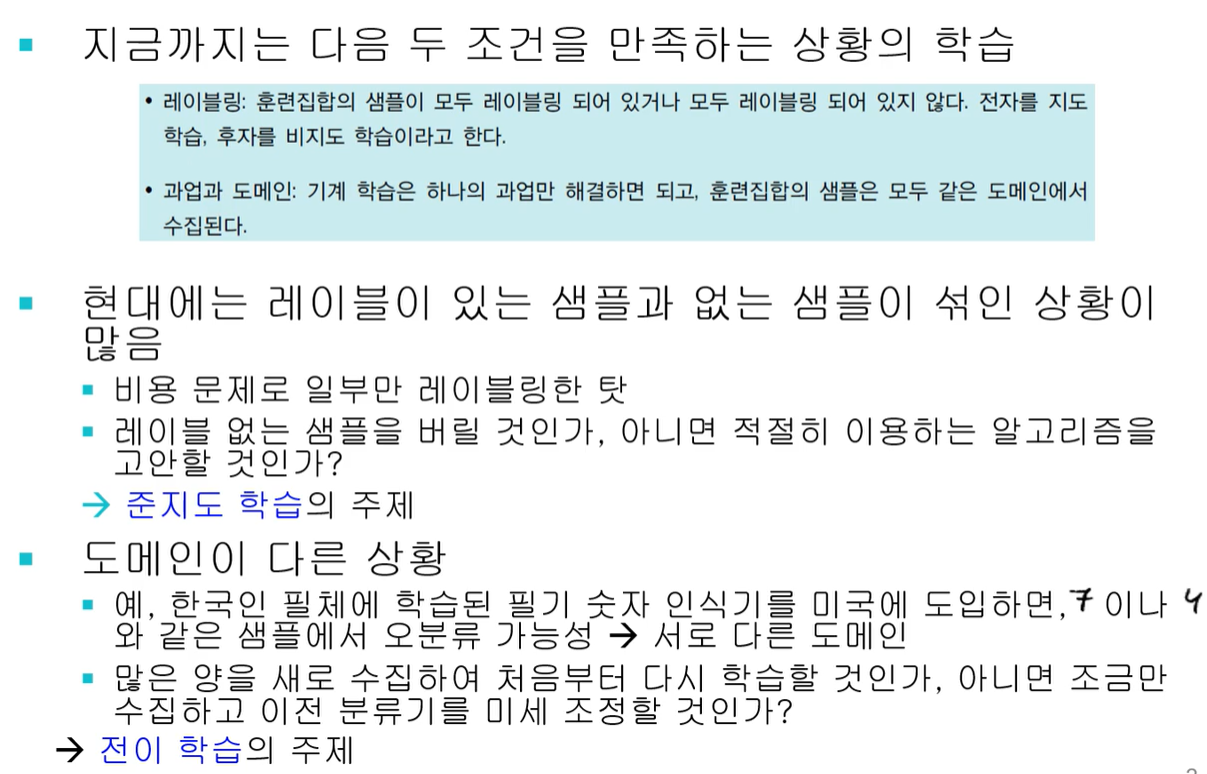 ▪ 지금까지는 다음 두 조건을 만족하는 상황의 학습
• 레이블링: 훈련집합의 샘플이 모두 레이블링 되어 있거나 모두 레이블링 되어 있지 않다. 전자를 지도
학습, 후자를 비지도 학습이라고 한다.
• 과업과 도메인: 기계 학습은 하나의 과업만 해결하면 되고, 훈련집합의 샘플은 모두 같은 도메인에서
수집된다.
▪ 현대에는 레이블이 있는 샘플과 없는 샘플이 섞인 상황이
많음
▪ 비용 문제로 일부만 레이블링한 탓
▪ 레이블 없는 샘플을 버릴 것인가, 아니면 적절히 이용하는 알고리즘을
고안할 것인가?
→ 준지도 학습의 주제
▪ 도메인이 다른 상황
▪ 예, 한국인 필체에 학습된 필기 숫자 인식기를 미국에 도입하면, 7 이나 4
와 같은 샘플에서 오분류 가능성 → 서로 다른 도메인
▪ 많은 양을 새로 수집하여 처음부터 다시 학습할 것인가, 아니면 조금만
수집하고 이전 분류기를 미세 조정할 것인가?
→ 전이 학습의 주제